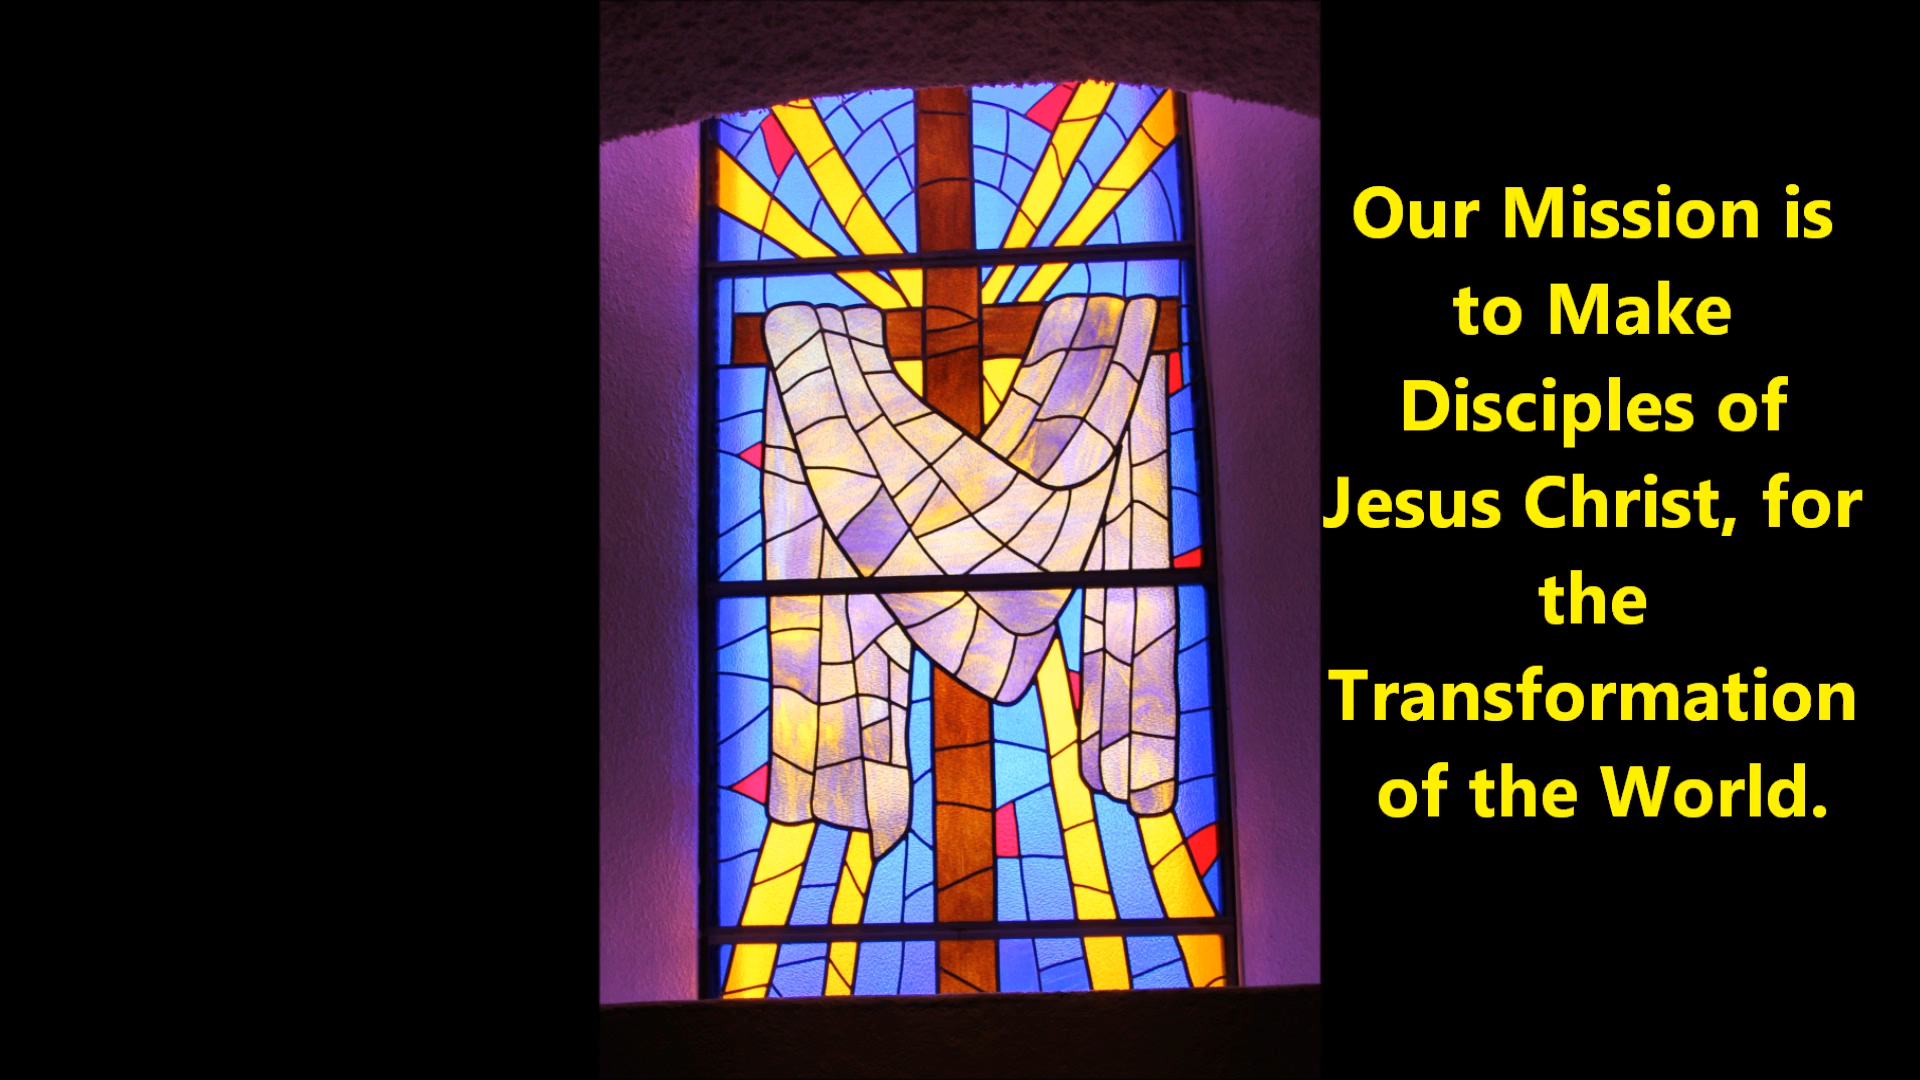 Our Mission is
to Make
Disciples of
Jesus Christ, for
the
Transformation
of the World.